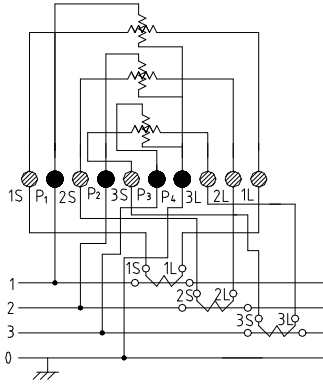 1S P₁ 2S P₂ 3S P₃ P₄ 3L 2L 1L
1S 1L
1
2S 2L
2
3S 3L
3
0